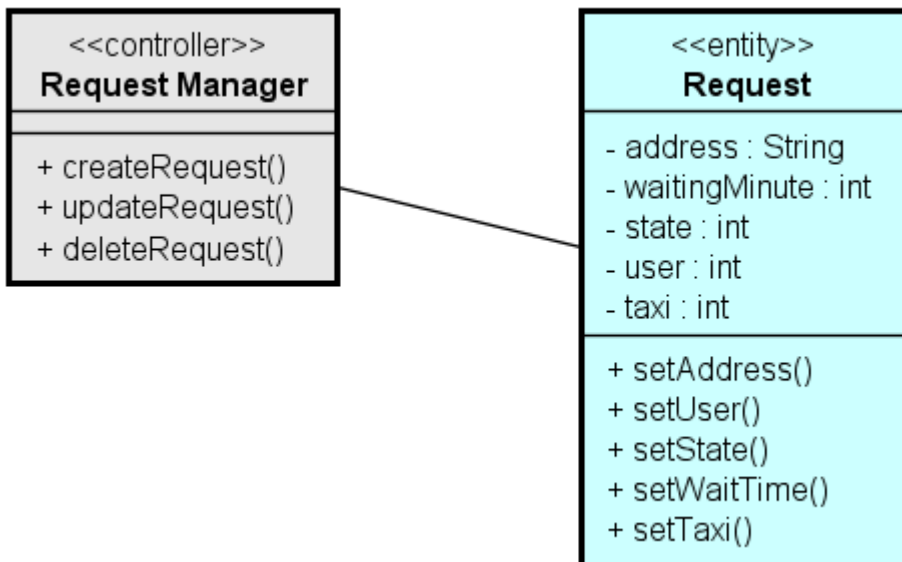 <<controller>>
Request Manager
+ createRequest()
+ updateRequest()
+ deleteRequest()
<<entity>>
Request
- address : String
- waitingMinute : int
- state : int
- user : int
- taxi : int
+ setAddress()
+ setUser()
+ setState()
+ setWaitTime()
+ setTaxi()